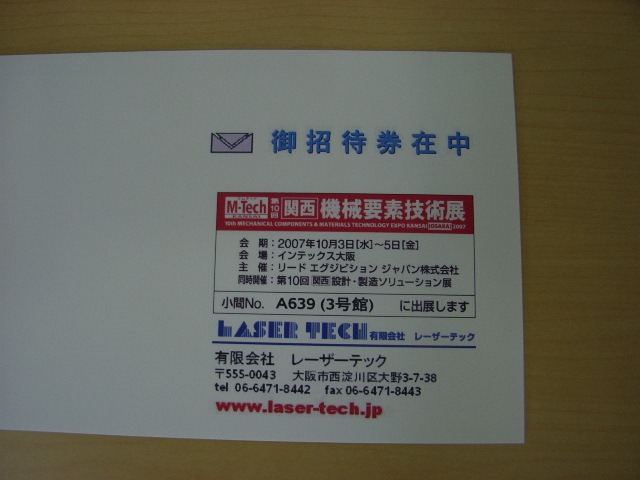 御招待券在中
M-Tech
KANSAI
第10回 関西 機械要素技術展
10th MECHANICAL COMPONENTS & MATERIALS TECHNOLOGY EXPO KANSAI [OSAKA] 2007
会　期：2007年10月3日[水]～5日[金]
会　場：インテックス大阪
主　催：リード エグジビション ジャパン株式会社
同時開催：第10回 [関西] 設計・製造ソリューション展
小間No. A639 (3号館) に出展します
LASER TECH 有限会社 レーザーテック
有限会社 レーザーテック
〒555-0043 大阪市西淀川区大野3-7-38
tel 06-6471-8442 fax 06-6471-8443
www.laser-tech.jp